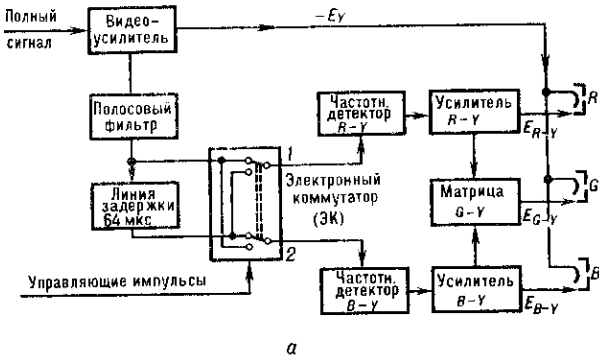 Полный
сигнал
Видео-
усилитель
–E_Y
Полосовый
фильтр
Линия
задержки
64 мкс
Управляющие импульсы
1
Электронный
коммутатор
(ЭК)
2
Частотн.
детектор
R–Y
Усилитель
R–Y
E_R–Y
R
Матрица
G–Y
E_G–Y
G
Частотн.
детектор
B–Y
Усилитель
B–Y
E_B–Y
B
а